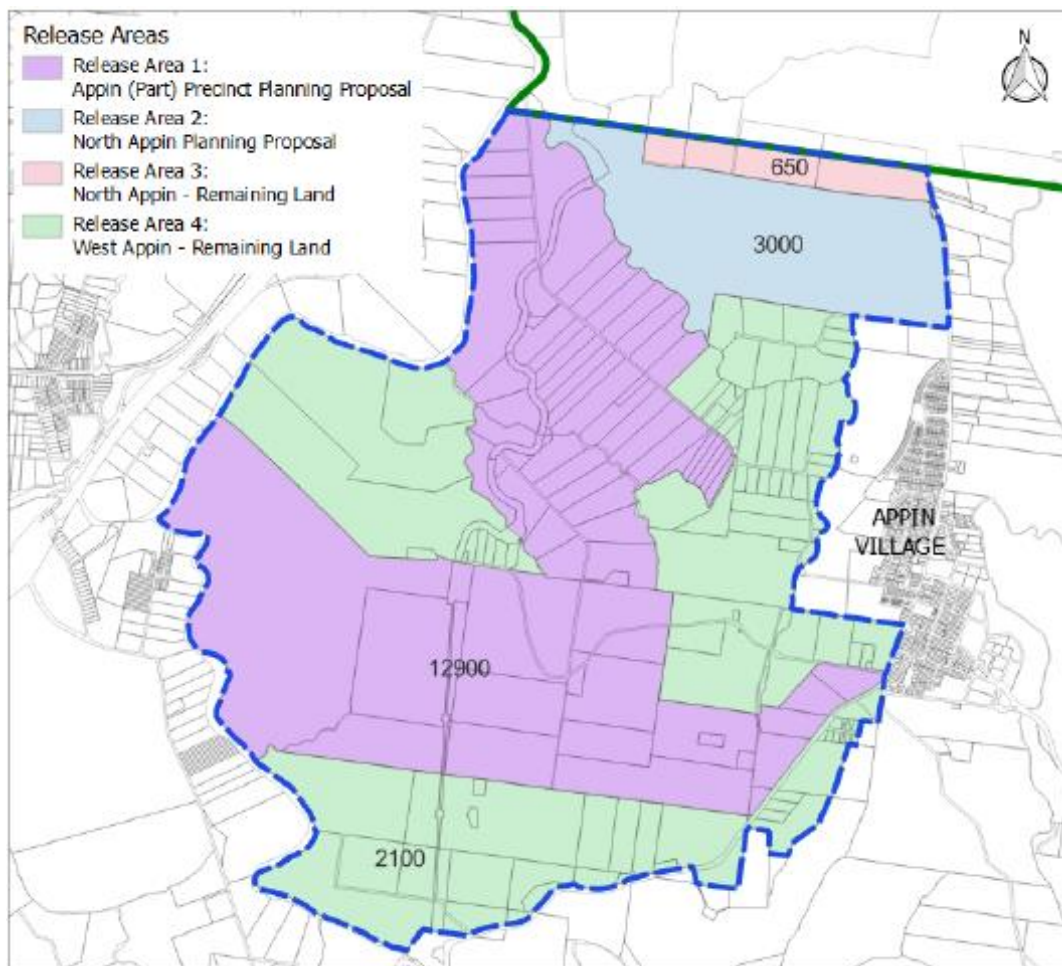 Release Areas
Release Area 1:
Appin (Part) Precinct Planning Proposal
Release Area 2:
North Appin Planning Proposal
Release Area 3:
North Appin - Remaining Land
Release Area 4:
West Appin - Remaining Land
N
650
3000
APPIN
VILLAGE
12900
2100